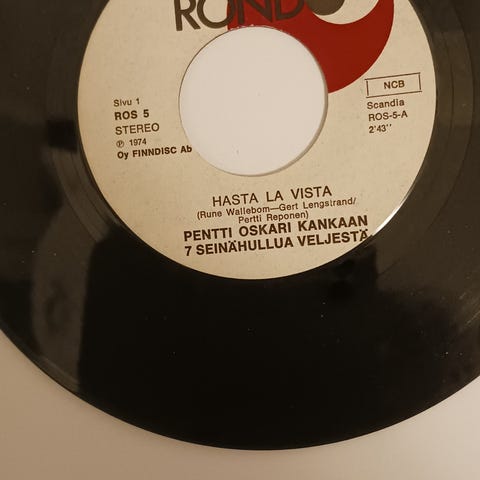 RONDO
Sivu 1
ROS 5
STEREO
Ⓟ 1974
Oy FINNDISC Ab
NCB
Scandia
ROS-5-A
2'43''
HASTA LA VISTA
(Rune Wallebom—Gert Lengstrand/
Pertti Reponen)
PENTTI OSKARI KANKAAN
7 SEINÄHULLUA VELJESTÄ